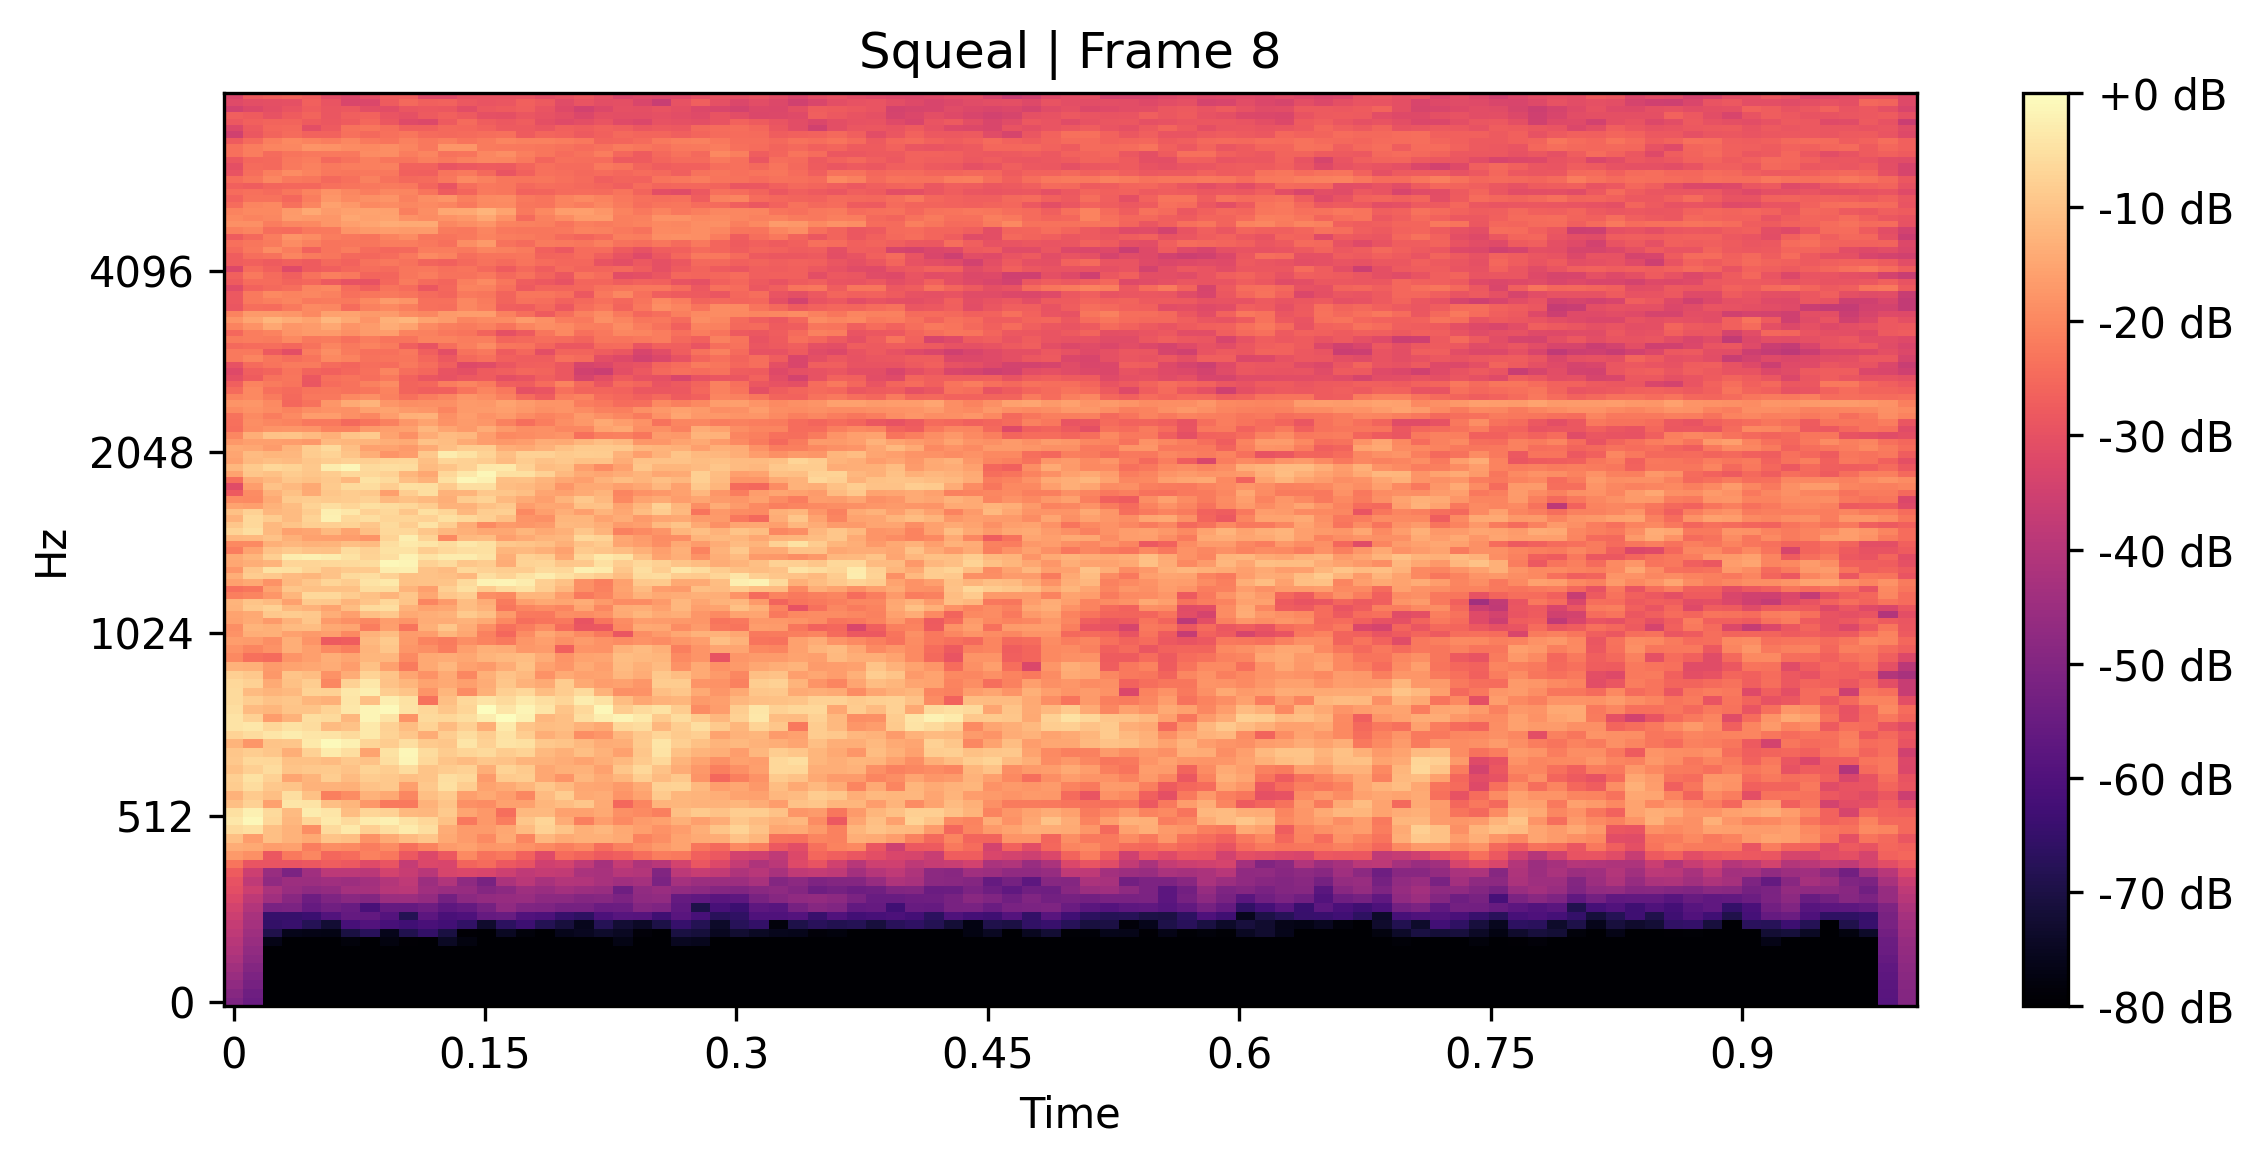 Squeal | Frame 8
Hz
4096
2048
1024
512
0
0 0.15 0.3 0.45 0.6 0.75 0.9
Time
+0 dB
-10 dB
-20 dB
-30 dB
-40 dB
-50 dB
-60 dB
-70 dB
-80 dB